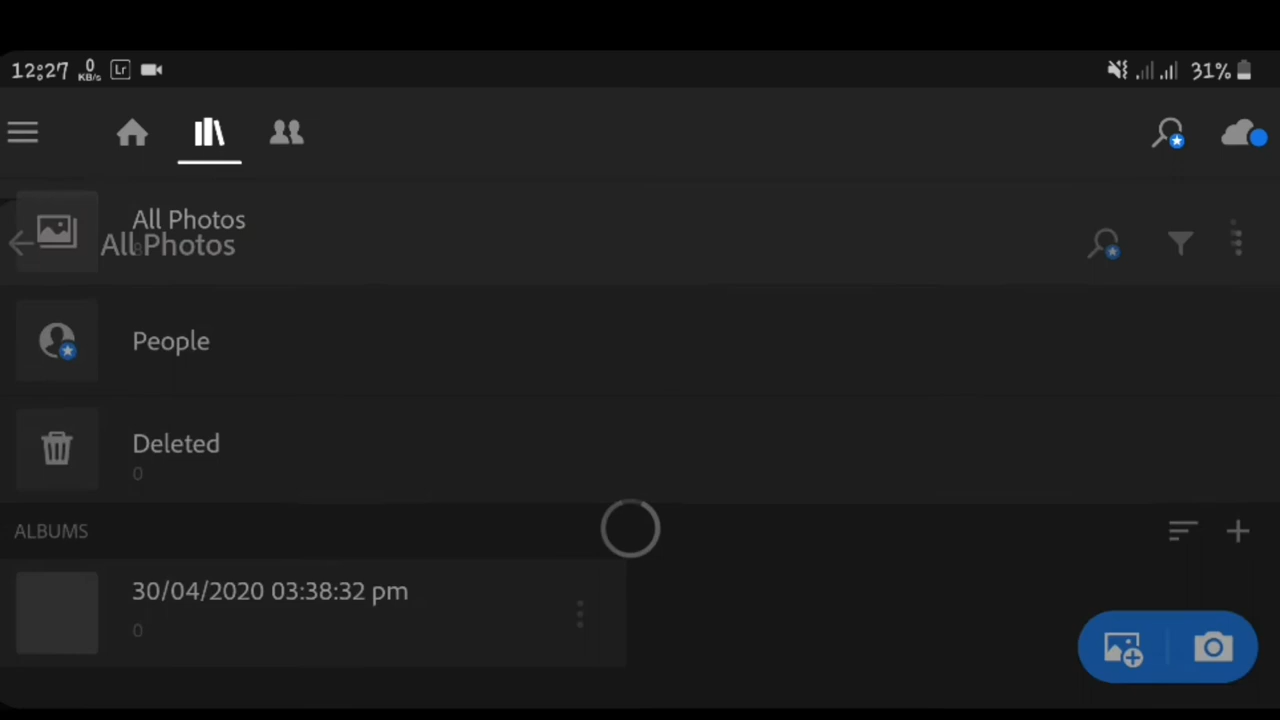 12:27 0 KB/s Lr 31%
All Photos
8
All Photos
People
Deleted
0
ALBUMS
30/04/2020 03:38:32 pm
0